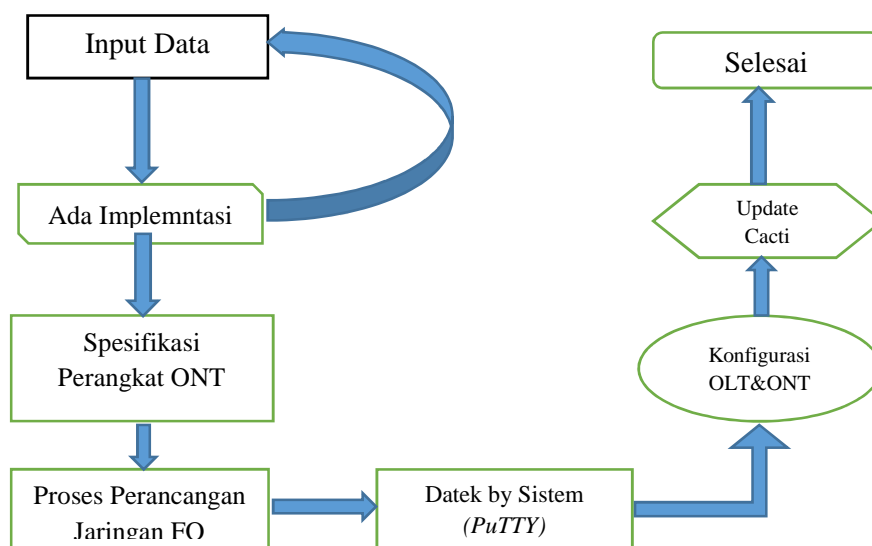 Input Data
Ada Implemntasi
Spesifikasi
Perangkat ONT
Proses Perancangan
Jaringan FO
Datek by Sistem
(PuTTY)
Konfigurasi
OLT&ONT
Update
Cacti
Selesai